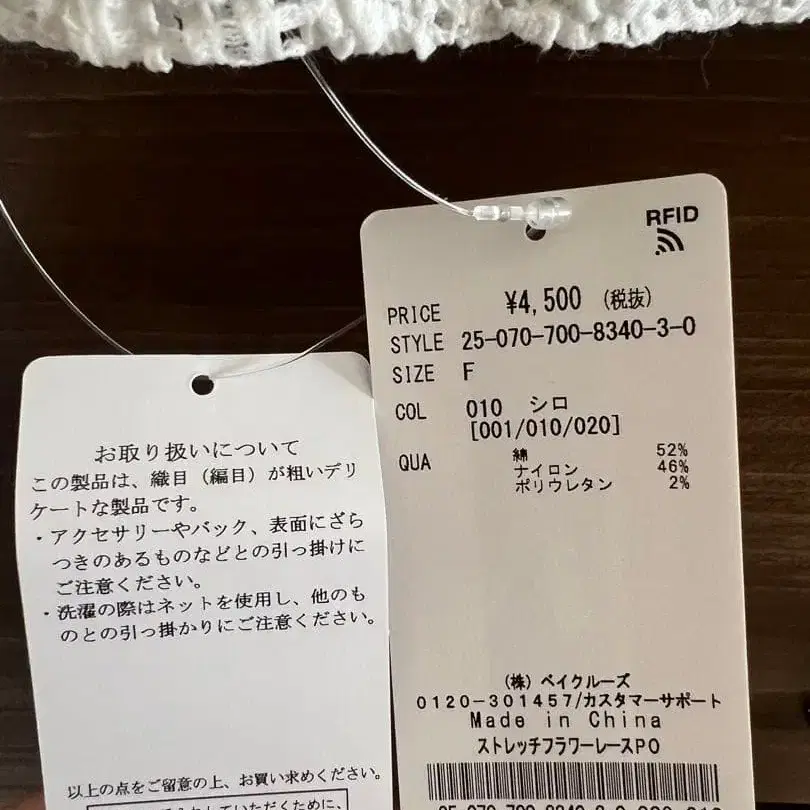 お取り扱いについて
この製品は、織目（編目）が粗いデリ
ケートな製品です。
・アクセサリーやバック、表面にざら
つきのあるものなどとの引っ掛けに
ご注意ください。
・洗濯の際はネットを使用し、他のも
のとの引っ掛かりにご注意ください。
以上の点をご留意の上、お買い求めください。
RFID
PRICE ¥4,500 (税抜)
STYLE 25-070-700-8340-3-0
SIZE F
COL 010 シロ
[001/010/020]
QUA 綿 52%
ナイロン 46%
ポリウレタン 2%
(株) ベイクルーズ
0120-301457/カスタマーサポート
Made in China
ストレッチフラワーレースPO